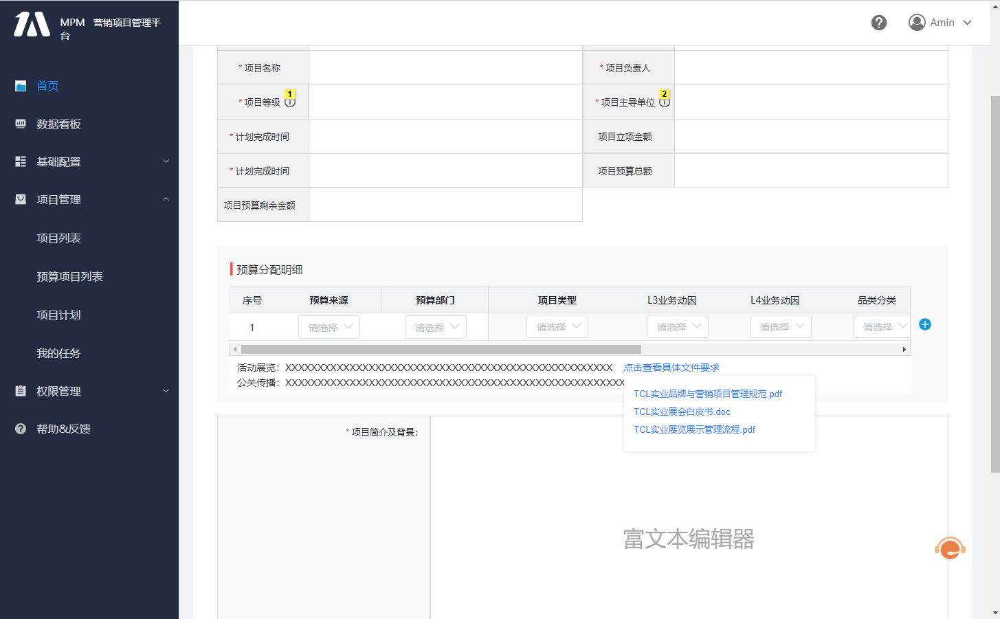 MPM 营销项目管理平
台
Amin
首页
数据看板
基础配置
项目管理
项目列表
预算项目列表
项目计划
我的任务
权限管理
帮助&反馈
* 项目名称
* 项目负责人
* 项目等级 1
* 项目主导单位 2
* 计划完成时间
项目立项金额
* 计划完成时间
项目预算总额
项目预算剩余金额
预算分配明细
序号 预算来源 预算部门 项目类型 L3业务动因 L4业务动因 品类分类
1 请选择 请选择 请选择 请选择 请选择 请选择
活动展览：XXXXXXXXXXXXXXXXXXXXXXXXXXXXXXXXXXXXXXXXXXXXXXXXXXX 点击查看具体文件要求
公关传播：XXXXXXXXXXXXXXXXXXXXXXXXXXXXXXXXXXXXXXXXXXXXXXXXXXXXX
TCL实业品牌与营销项目管理规范.pdf
TCL实业展会白皮书.doc
TCL实业展览展示管理流程.pdf
* 项目简介及背景：
富文本编辑器